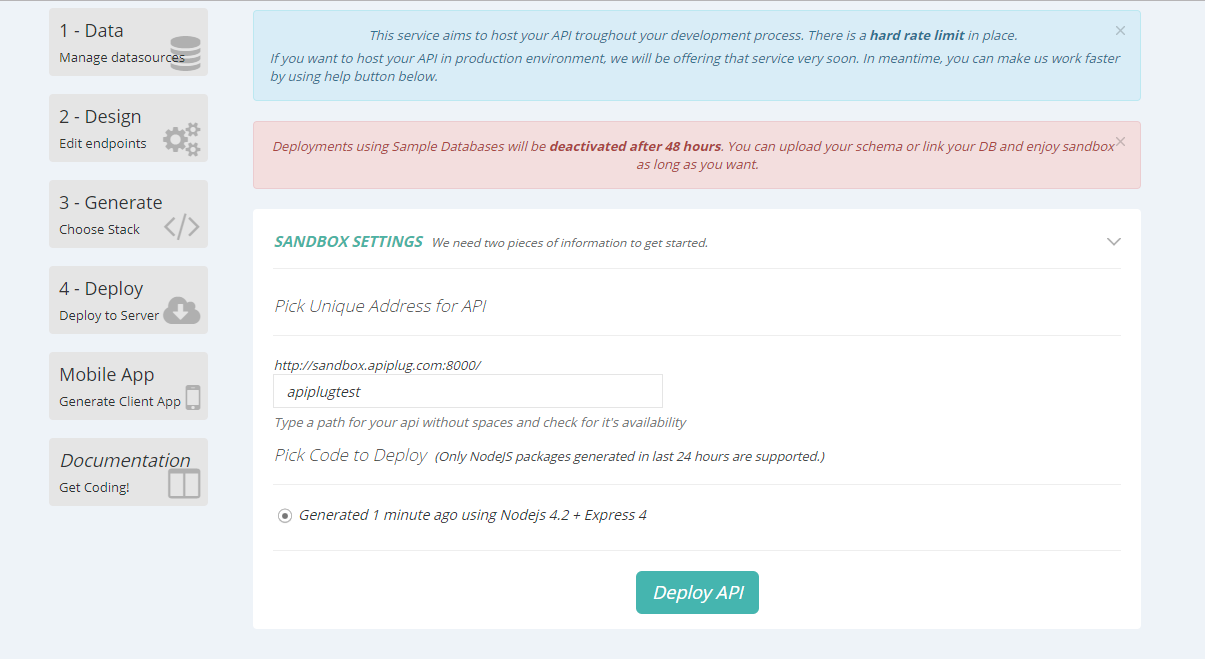 1 - Data
Manage datasources
2 - Design
Edit endpoints
3 - Generate
Choose Stack
4 - Deploy
Deploy to Server
Mobile App
Generate Client App
Documentation
Get Coding!
This service aims to host your API troughout your development process. There is a hard rate limit in place.
If you want to host your API in production environment, we will be offering that service very soon. In meantime, you can make us work faster
by using help button below.
Deployments using Sample Databases will be deactivated after 48 hours. You can upload your schema or link your DB and enjoy sandbox
as long as you want.
SANDBOX SETTINGS We need two pieces of information to get started.
Pick Unique Address for API
http://sandbox.apiplug.com:8000/
apiplugtest
Type a path for your api without spaces and check for it's availability
Pick Code to Deploy (Only NodeJS packages generated in last 24 hours are supported.)
Generated 1 minute ago using Nodejs 4.2 + Express 4
Deploy API